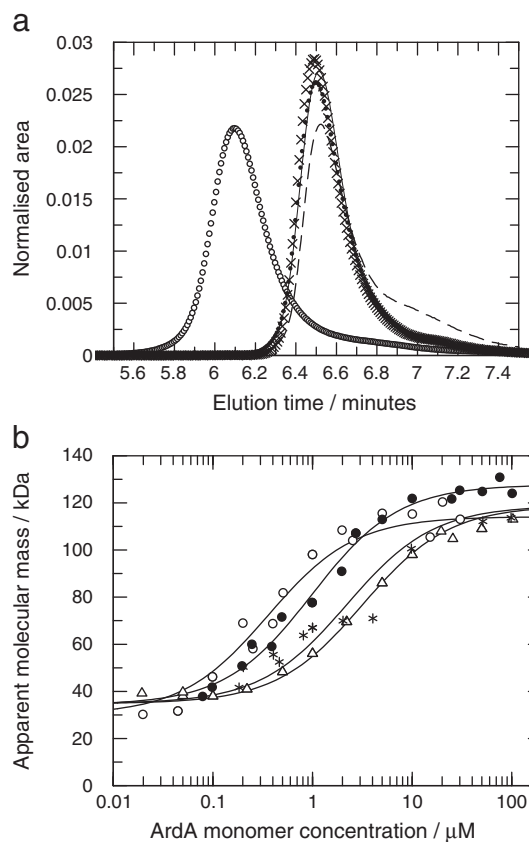 a
0.03
0.025
0.02
0.015
0.01
0.005
0
5.6 5.8 6 6.2 6.4 6.6 6.8 7 7.2 7.4
Normalised area
Elution time / minutes
b
140
120
100
80
60
40
20
0
0.01 0.1 1 10 100
Apparent molecular mass / kDa
ArdA monomer concentration / μM